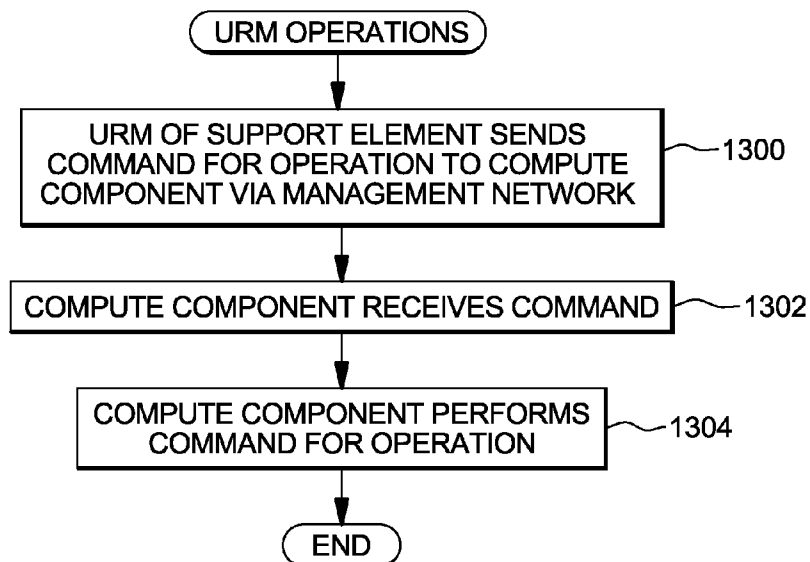 URM OPERATIONS
URM OF SUPPORT ELEMENT SENDS
COMMAND FOR OPERATION TO COMPUTE
COMPONENT VIA MANAGEMENT NETWORK
1300
COMPUTE COMPONENT RECEIVES COMMAND
1302
COMPUTE COMPONENT PERFORMS
COMMAND FOR OPERATION
1304
END